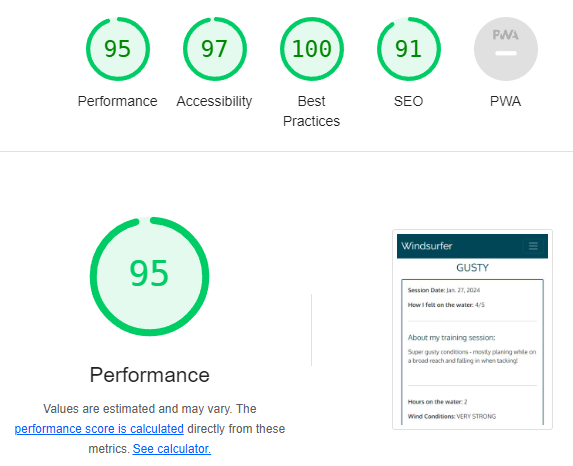 95
97
100
91
PWA
Performance
Accessibility
Best
Practices
SEO
PWA
95
Performance
Values are estimated and may vary. The
performance score is calculated directly from these
metrics. See calculator.
Windsurfer
GUSTY
Session Date: Jan. 27, 2024
How I felt on the water: 4/5
About my training session:
Super gusty conditions - mostly planing while on
a broad reach and falling in when tacking!
Hours on the water: 2
Wind Conditions: VERY STRONG